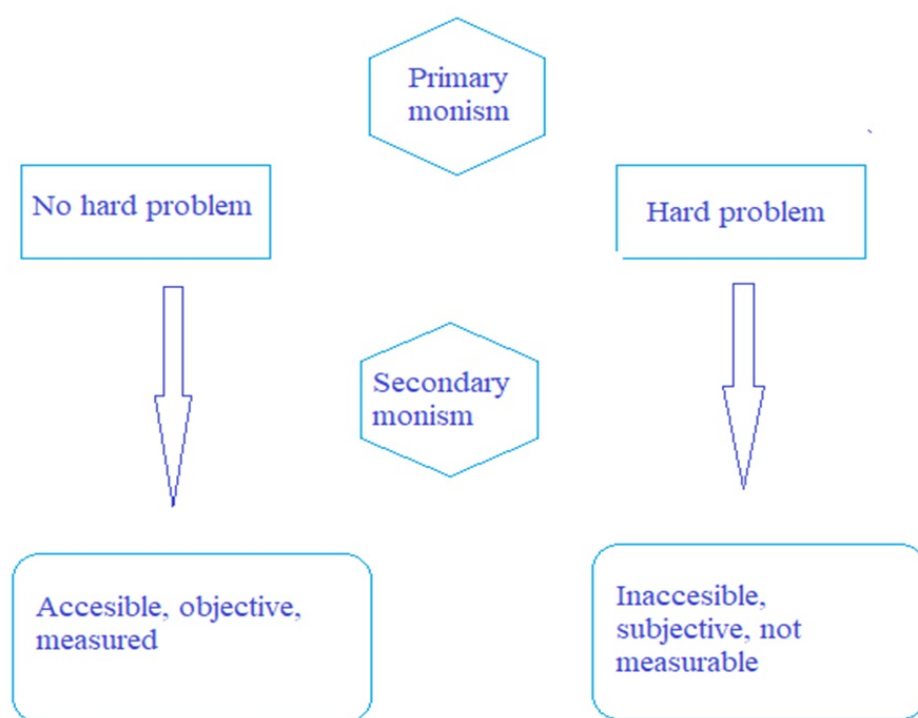 Primary
monism
No hard problem
Hard problem
Secondary
monism
Accesible, objective,
measured
Inaccesible,
subjective, not
measurable